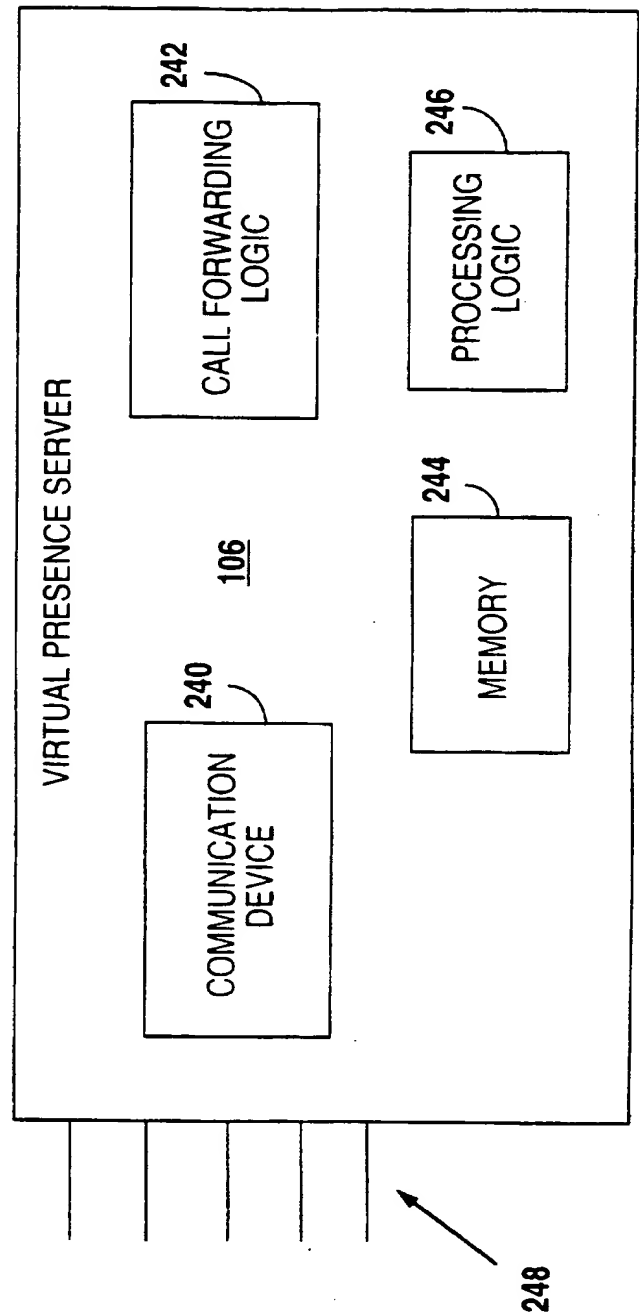 VIRTUAL PRESENCE SERVER
240
COMMUNICATION
DEVICE
106
242
CALL FORWARDING
LOGIC
244
MEMORY
246
PROCESSING
LOGIC
248